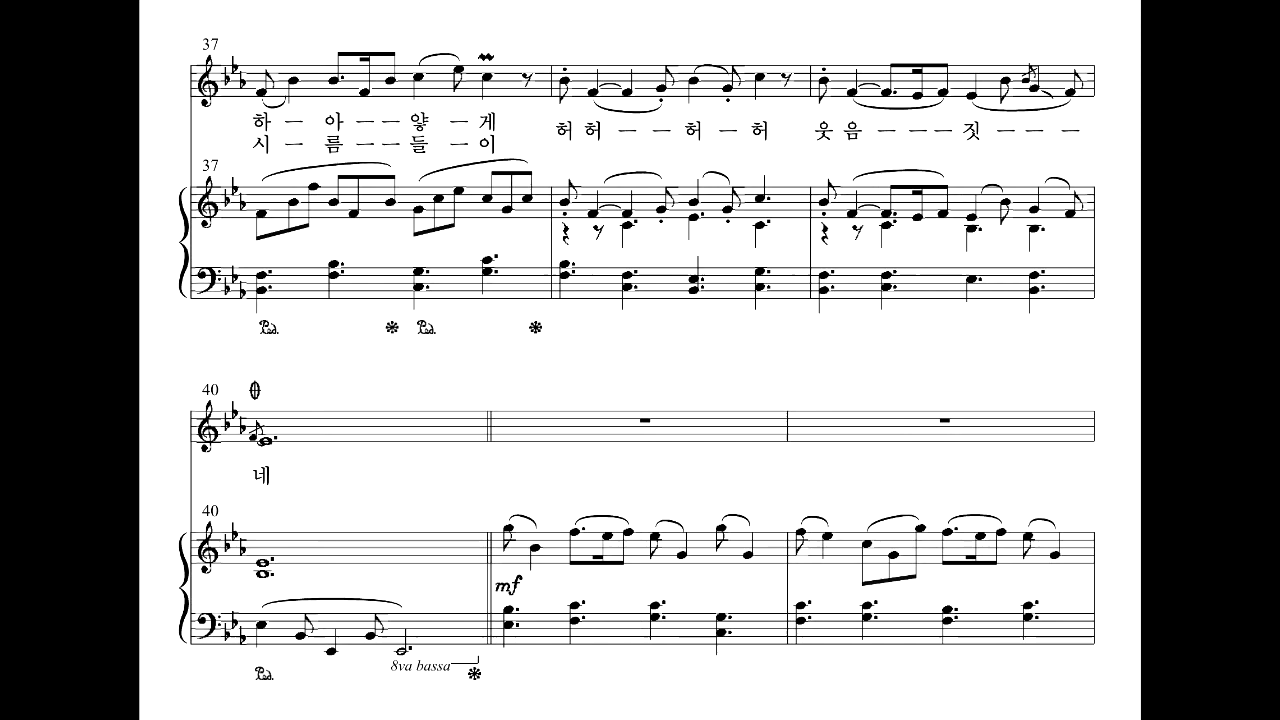 37
하 — 아 — — 얗 — 게 허 허 — — 허 — 허 웃 음 — — — 짓 — — —
시 — 름 — — 들 — 이
37
40
네
40
mf
8va bassa